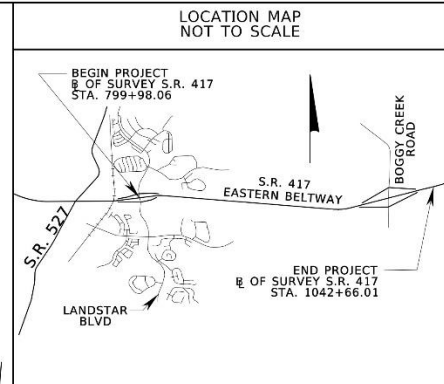 LOCATION MAP
NOT TO SCALE
BEGIN PROJECT
℄ OF SURVEY S.R. 417
STA. 799+98.06
BOGGY CREEK
ROAD
S.R. 417
EASTERN BELTWAY
S.R. 527
END PROJECT
℄ OF SURVEY S.R. 417
STA. 1042+66.01
LANDSTAR
BLVD